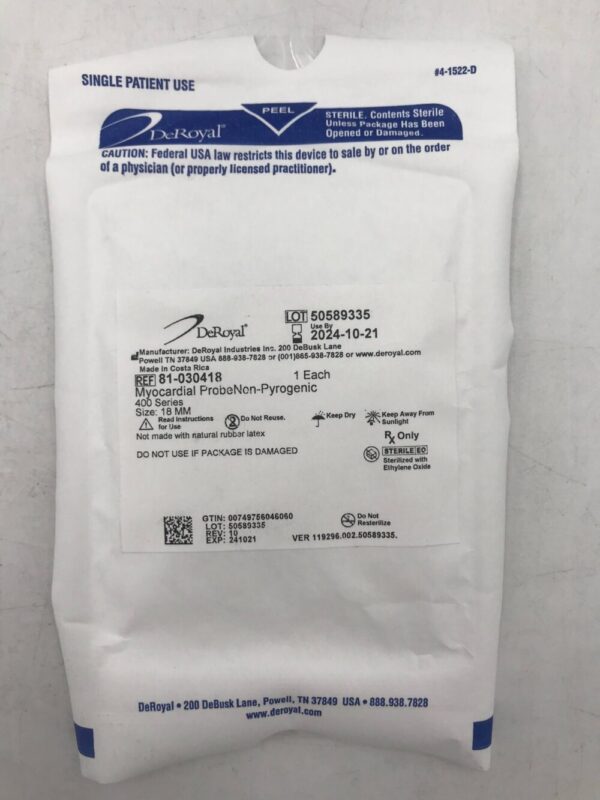 #4-1522-D
SINGLE PATIENT USE
PEEL
DeRoyal®
STERILE. Contents Sterile
Unless Package Has Been
Opened or Damaged.
CAUTION: Federal USA law restricts this device to sale by or on the order
of a physician (or properly licensed practitioner).
DeRoyal®
LOT 50589335
Use By
2024-10-21
Manufacturer: DeRoyal Industries Inc. 200 DeBusk Lane
Powell TN 37849 USA 888-938-7828 or (001)865-938-7828 or www.deroyal.com
Made in Costa Rica
REF 81-030418 1 Each
Myocardial ProbeNon-Pyrogenic
400 Series
Size: 18 MM
Read Instructions
for Use
Do Not Reuse.
Keep Dry
Keep Away From
Sunlight
Not made with natural rubber latex
Rx Only
DO NOT USE IF PACKAGE IS DAMAGED
STERILE EO
Sterilized with
Ethylene Oxide
GTIN: 00749756046060
LOT: 50589335
REV: 10
EXP: 241021
Do Not
Resterilize
VER 119296.002.50589335.
DeRoyal • 200 DeBusk Lane, Powell, TN 37849 USA • 888.938.7828
www.deroyal.com